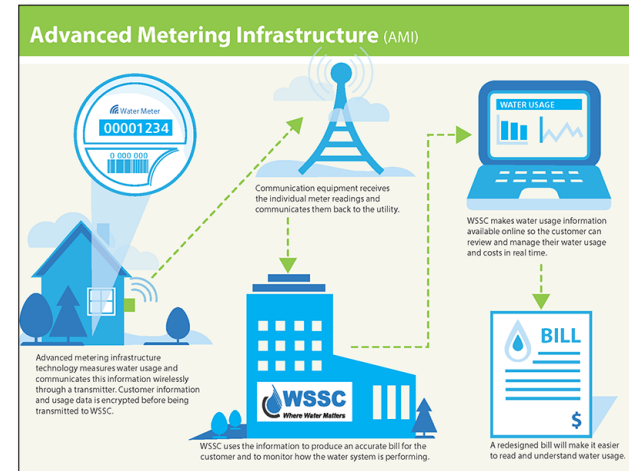 Advanced Metering Infrastructure (AMI)
Water Meter
00001234
0 000 000
WATER USAGE
Communication equipment receives
the individual meter readings and
communicates them back to the utility.
WSSC makes water usage information
available online so the customer can
review and manage their water usage
and costs in real time.
Advanced metering infrastructure
technology measures water usage and
communicates this information wirelessly
through a transmitter. Customer information
and usage data is encrypted before being
transmitted to WSSC.
WSSC
Where Water Matters
WSSC uses the information to produce an accurate bill for the
customer and to monitor how the water system is performing.
BILL
$
A redesigned bill will make it easier
to read and understand water usage.